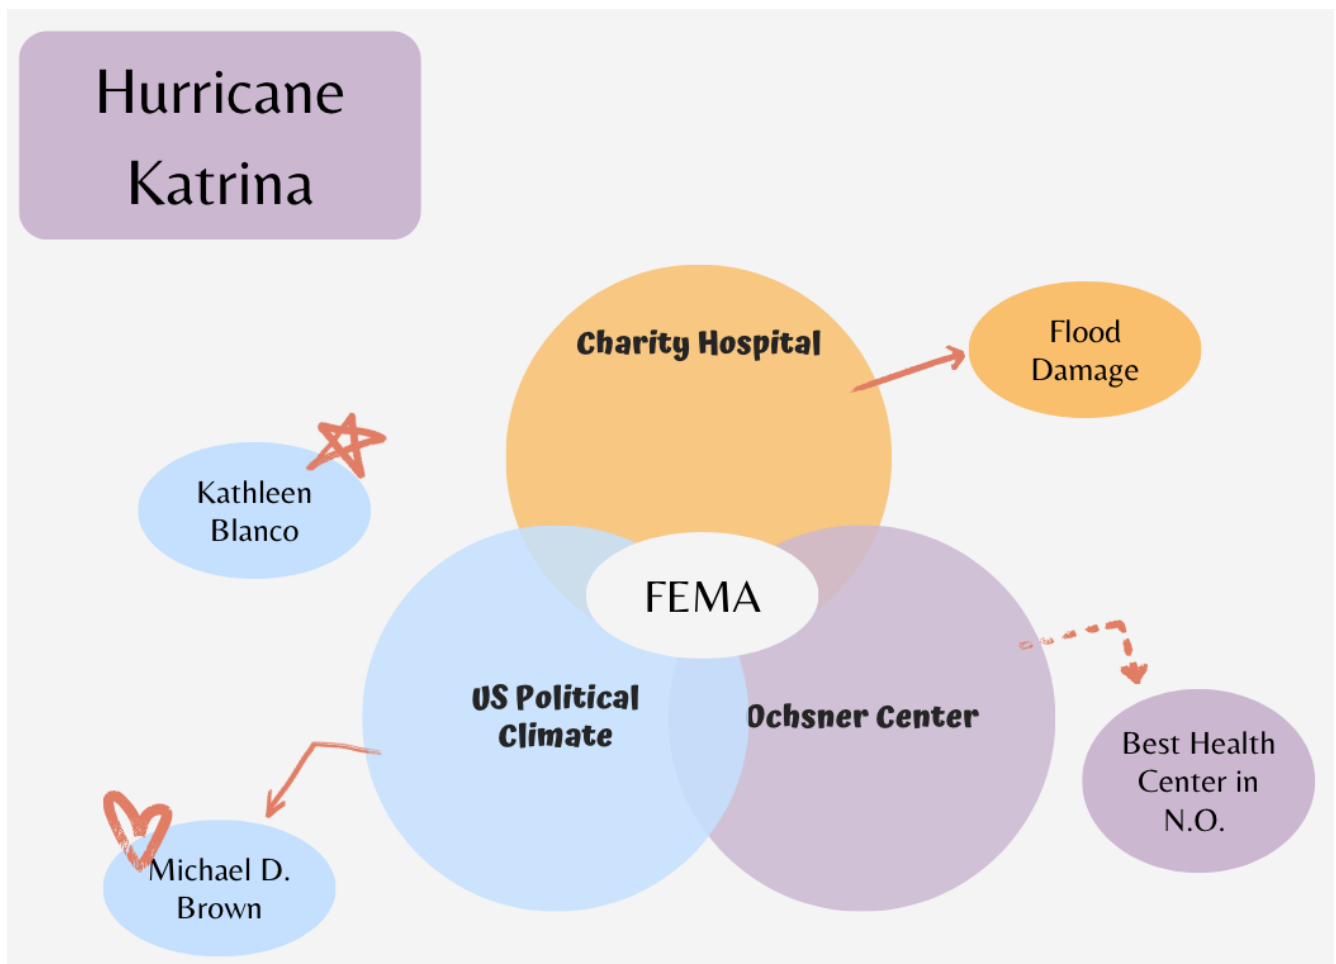 Hurricane
Katrina
Charity Hospital
Flood
Damage
Kathleen
Blanco
FEMA
US Political
Climate
Ochsner Center
Best Health
Center in
N.O.
Michael D.
Brown